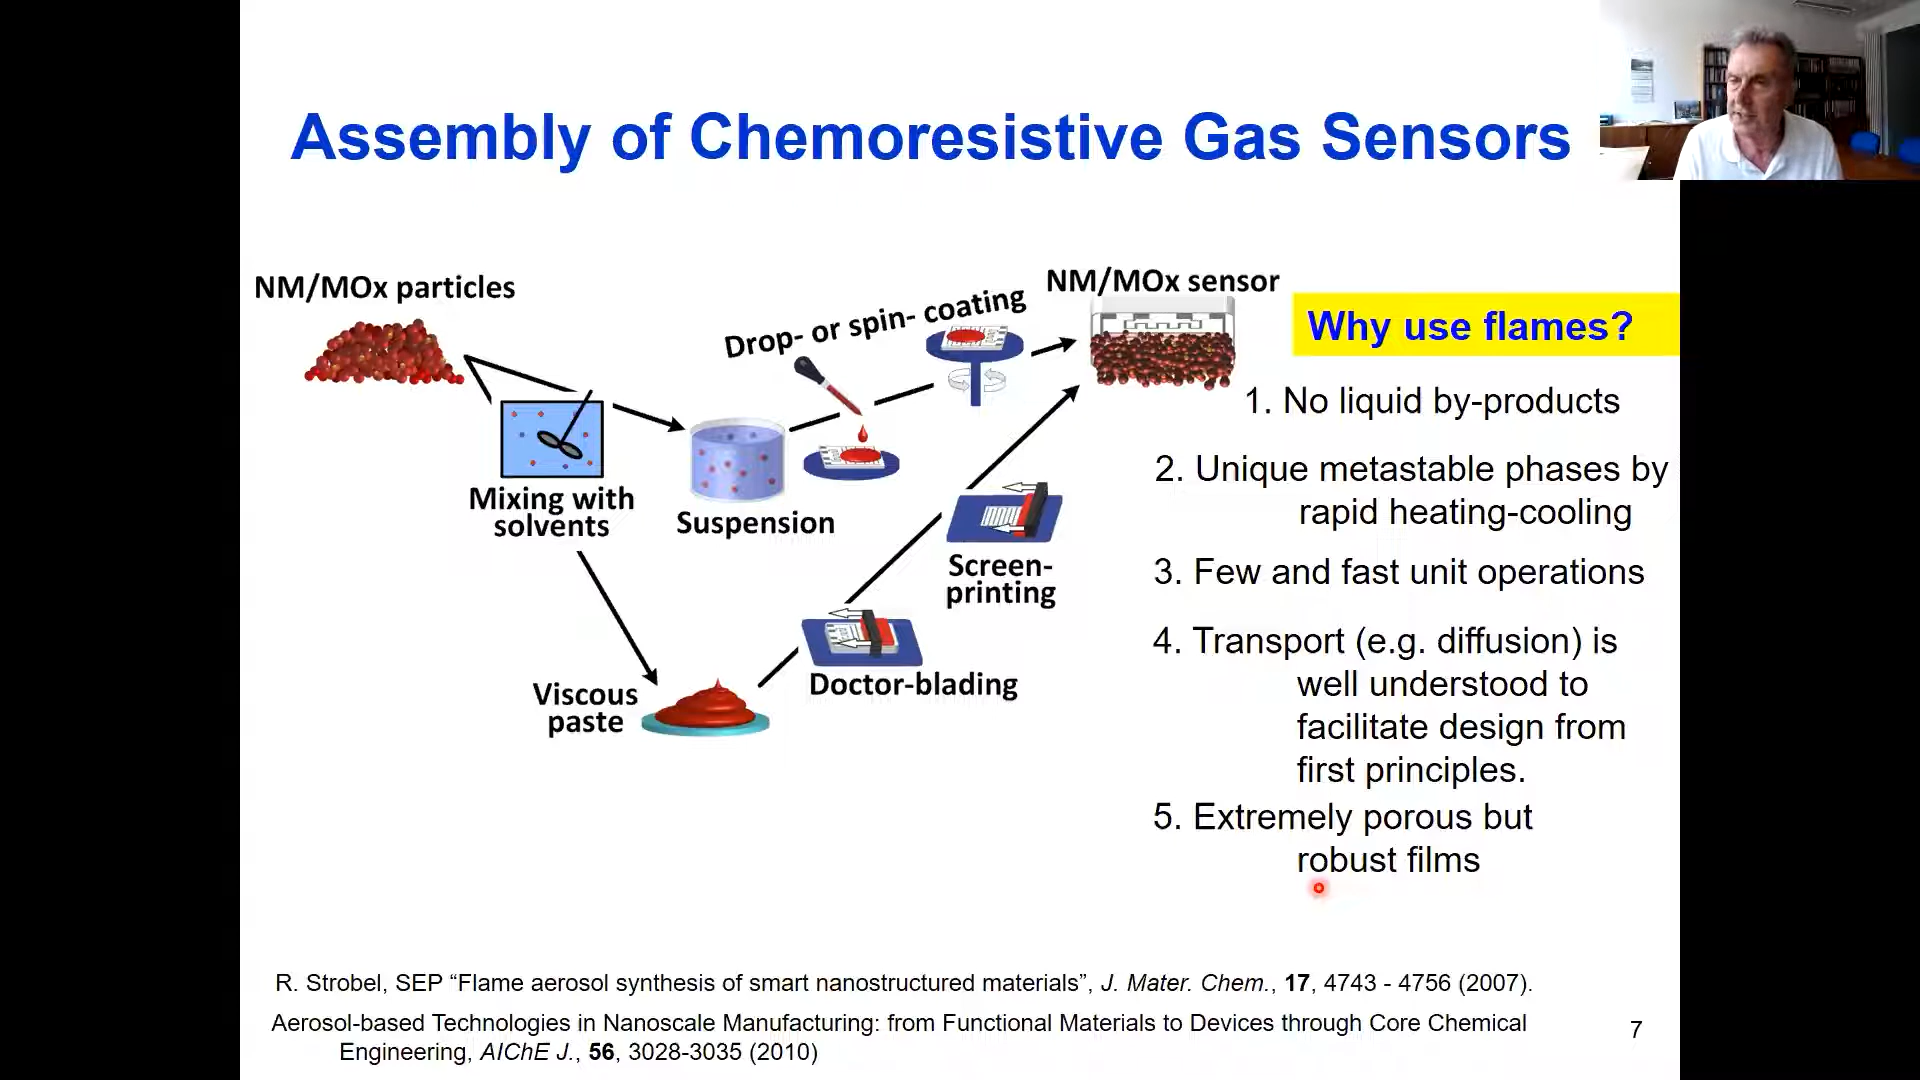 Assembly of Chemoresistive Gas Sensors
NM/MOx particles
Mixing with
solvents
Suspension
Drop- or spin- coating
NM/MOx sensor
Viscous
paste
Doctor-blading
Screen-
printing
Why use flames?
1. No liquid by-products
2. Unique metastable phases by
rapid heating-cooling
3. Few and fast unit operations
4. Transport (e.g. diffusion) is
well understood to
facilitate design from
first principles.
5. Extremely porous but
robust films
R. Strobel, SEP “Flame aerosol synthesis of smart nanostructured materials”, J. Mater. Chem., 17, 4743 - 4756 (2007).
Aerosol-based Technologies in Nanoscale Manufacturing: from Functional Materials to Devices through Core Chemical
Engineering, AIChE J., 56, 3028-3035 (2010)
7